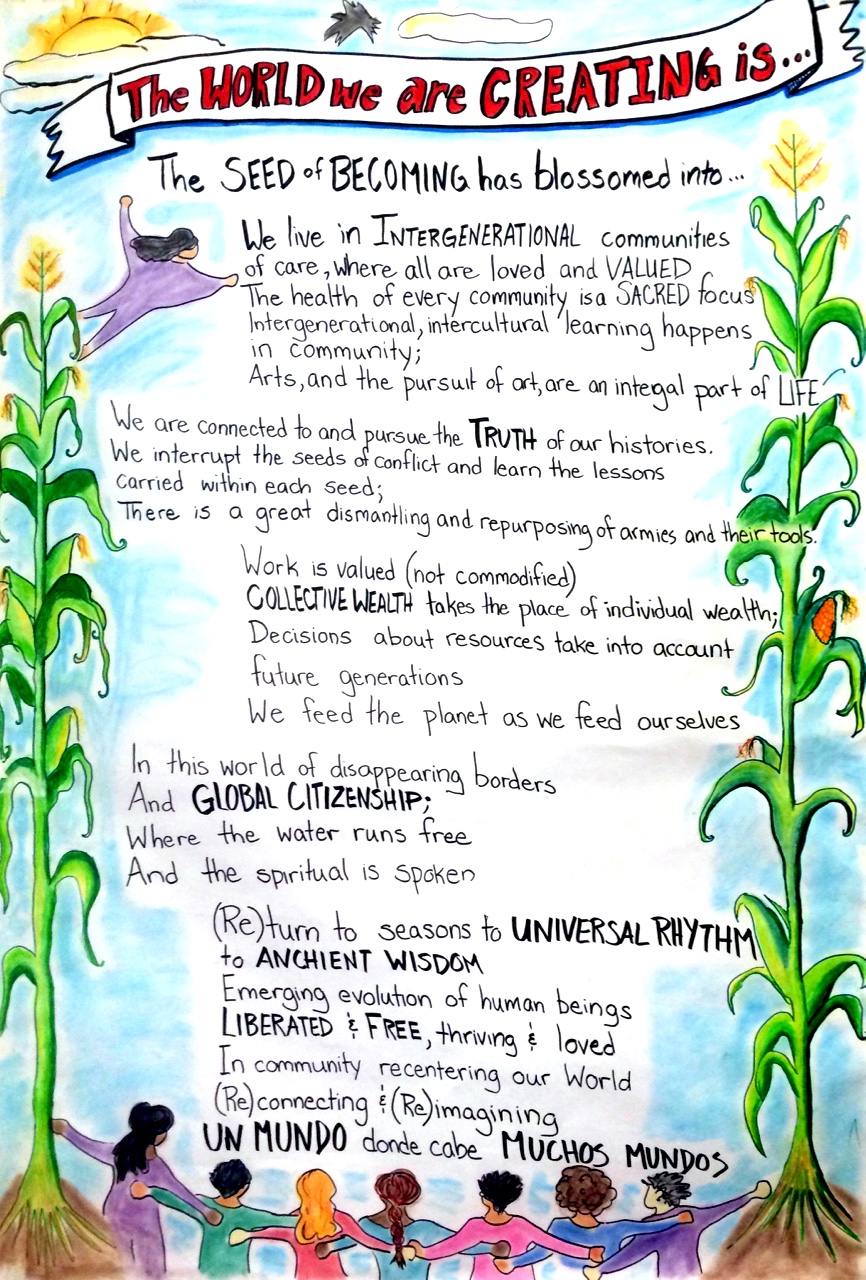 The WORLD we are CREATING is...
The SEED of BECOMING has blossomed into...
We live in INTERGENERATIONAL communities
of care, where all are loved and VALUED
The health of every community is a SACRED focus
Intergenerational, intercultural learning happens
in community;
Arts, and the pursuit of art, are an integal part of LIFE
We are connected to and pursue the TRUTH of our histories.
We interrupt the seeds of conflict and learn the lessons
carried within each seed;
There is a great dismantling and repurposing of armies and their tools.
Work is valued (not commodified)
COLLECTIVE WEALTH takes the place of individual wealth;
Decisions about resources take into account
future generations
We feed the planet as we feed ourselves
In this world of disappearing borders
And GLOBAL CITIZENSHIP;
Where the water runs free
And the spiritual is spoken
(Re)turn to seasons to UNIVERSAL RHYTHM
to ANCHIENT WISDOM
Emerging evolution of human beings
LIBERATED & FREE, thriving & loved
In community recentering our World
(Re)connecting & (Re)imagining
UN MUNDO donde cabe MUCHOS MUNDOS